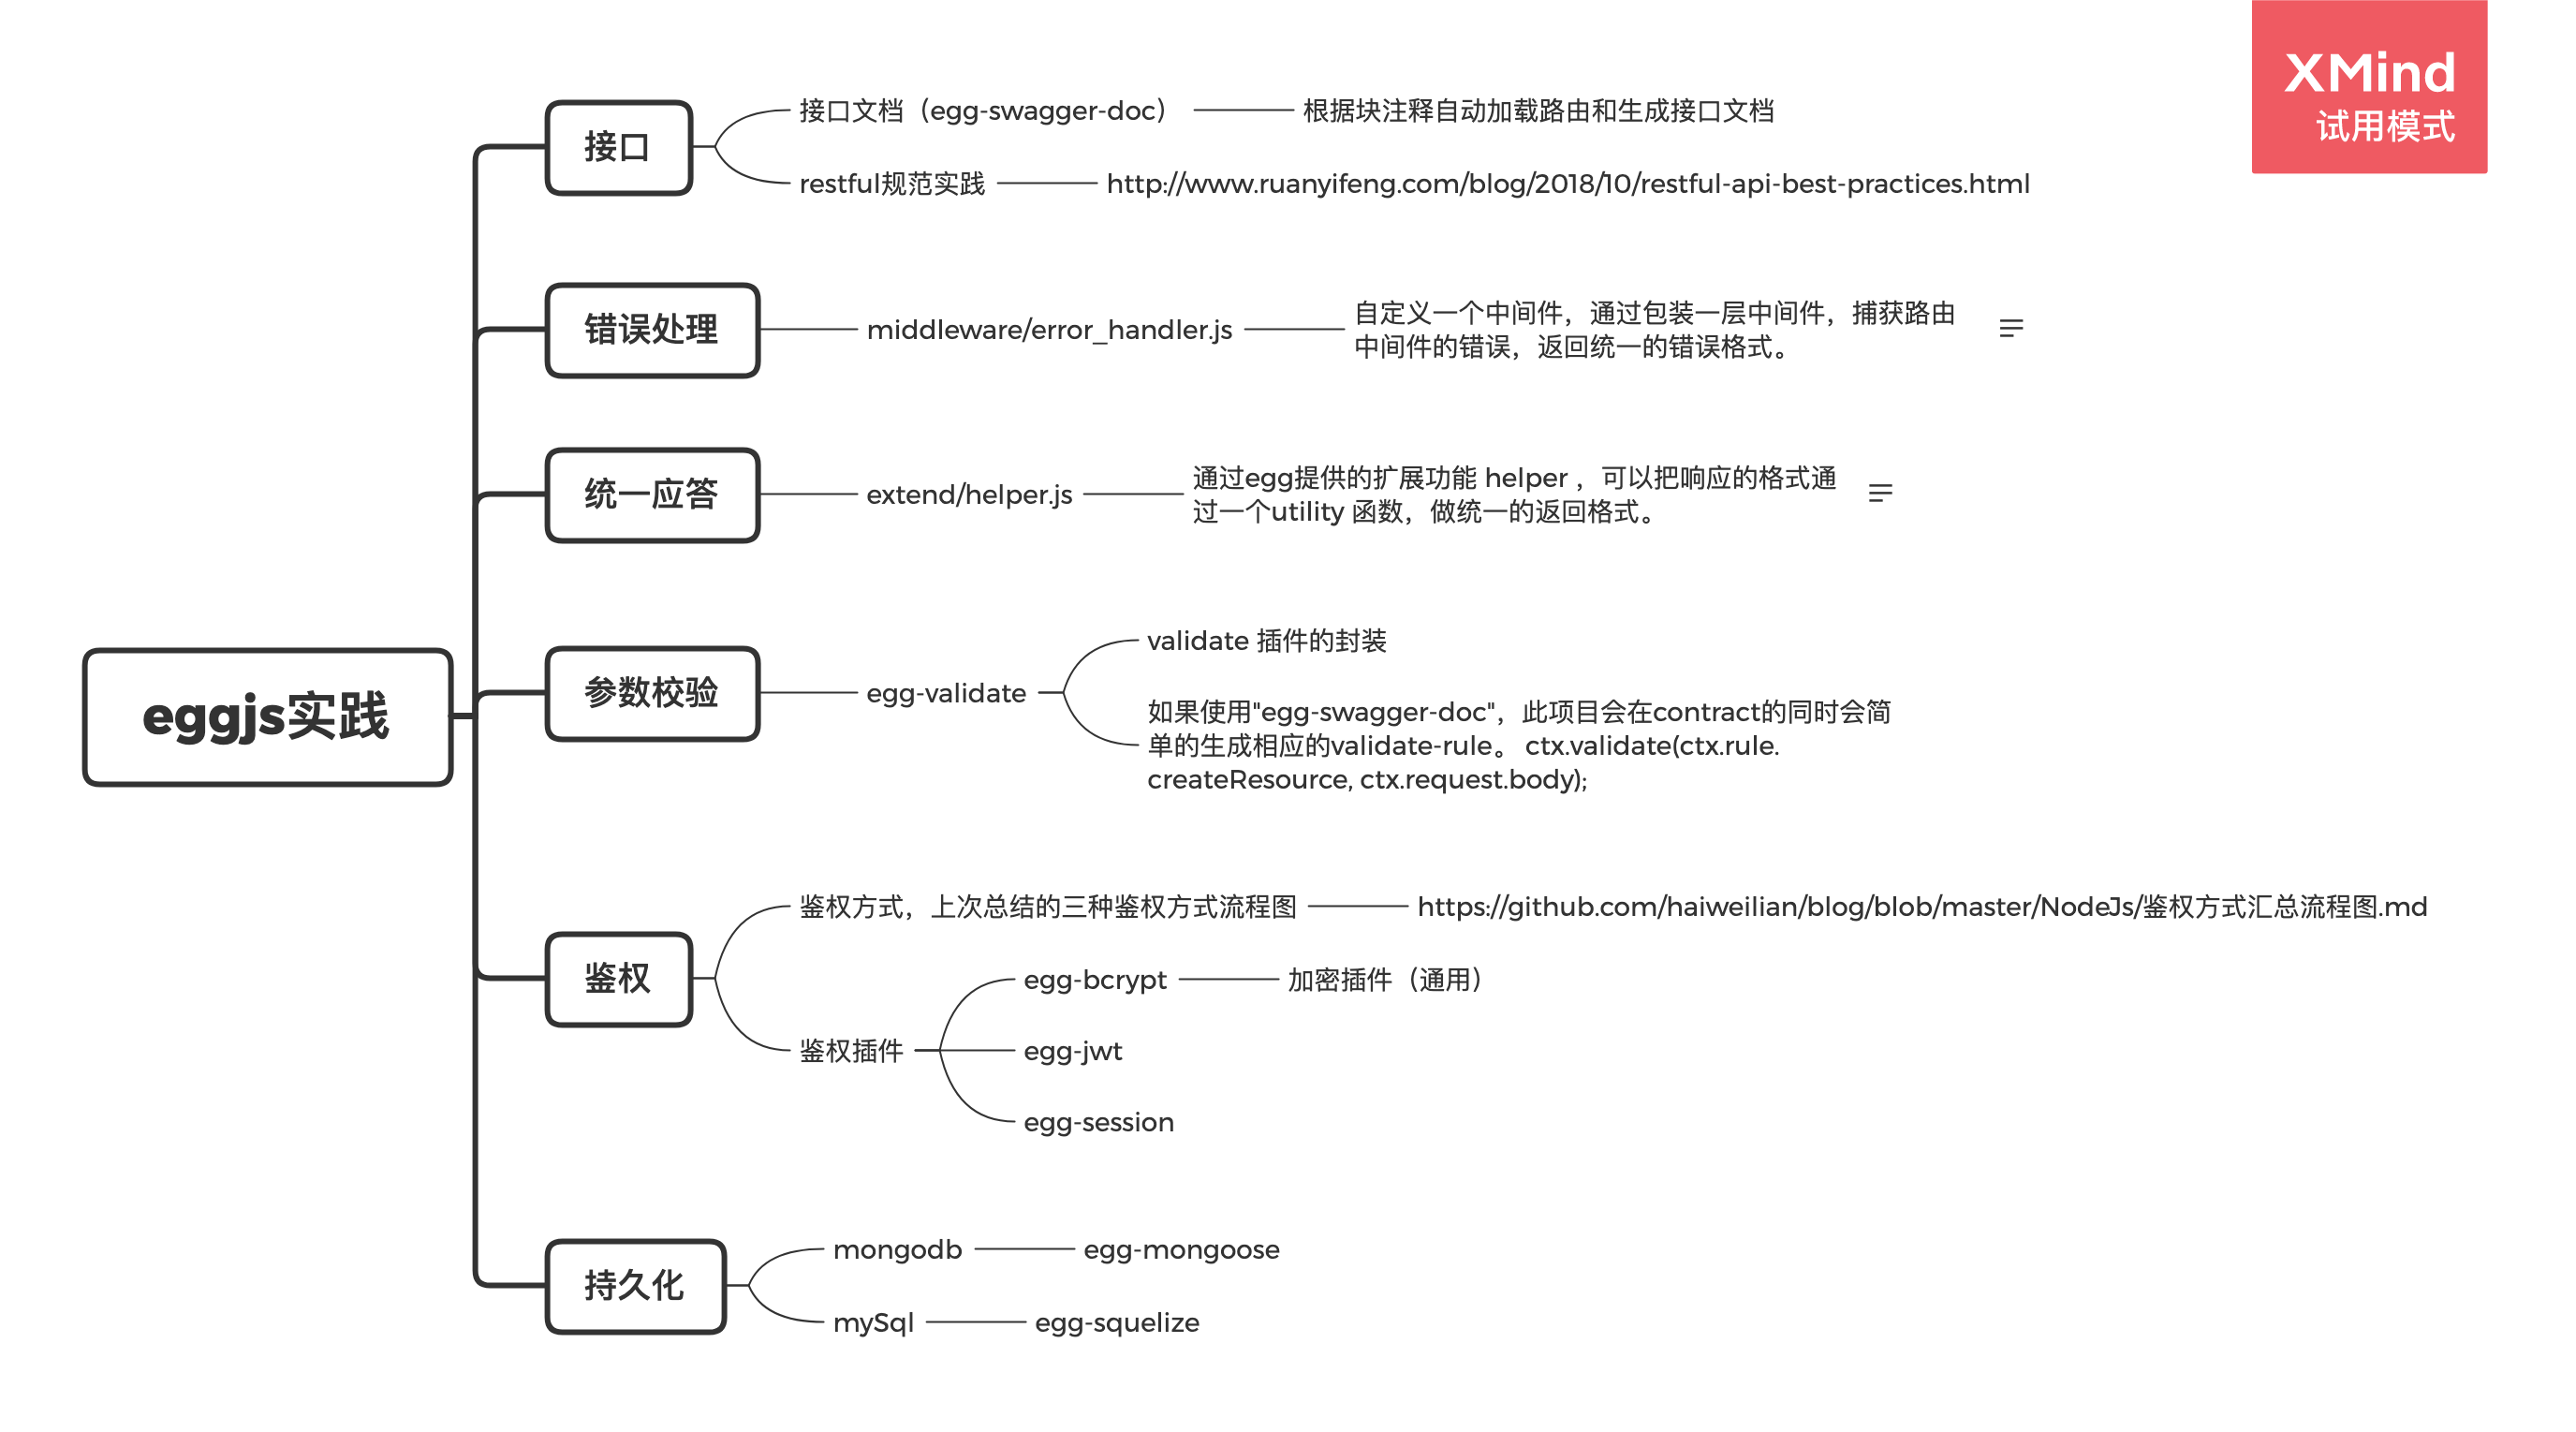 XMind
试用模式
接口
接口文档（egg-swagger-doc）
根据块注释自动加载路由和生成接口文档
restful规范实践
http://www.ruanyifeng.com/blog/2018/10/restful-api-best-practices.html
错误处理
middleware/error_handler.js
自定义一个中间件，通过包装一层中间件，捕获路由
中间件的错误，返回统一的错误格式。
统一应答
extend/helper.js
通过egg提供的扩展功能 helper ，可以把响应的格式通
过一个utility 函数，做统一的返回格式。
eggjs实践
参数校验
egg-validate
validate 插件的封装
如果使用"egg-swagger-doc"，此项目会在contract的同时会简
单的生成相应的validate-rule。 ctx.validate(ctx.rule.
createResource, ctx.request.body);
鉴权
鉴权方式，上次总结的三种鉴权方式流程图
https://github.com/haiweilian/blog/blob/master/NodeJs/鉴权方式汇总流程图.md
鉴权插件
egg-bcrypt
加密插件（通用）
egg-jwt
egg-session
持久化
mongodb
egg-mongoose
mySql
egg-squelize